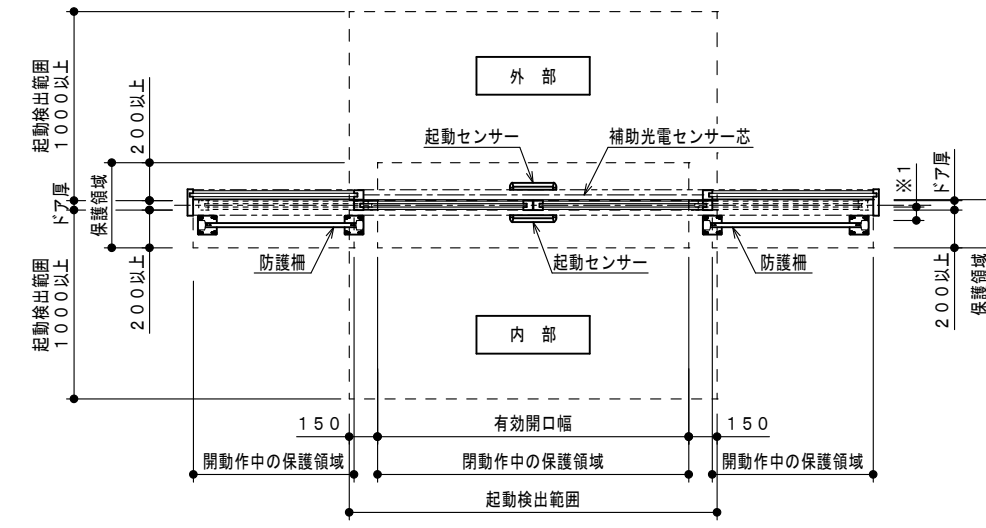 外 部
起動センサー
補助光電センサー芯
起動検出範囲
1000以上
200以上
保護領域
ドア厚
200以上
起動検出範囲
1000以上
※1
ドア厚
200以上
保護領域
防護柵
起動センサー
防護柵
内 部
150
有効開口幅
150
開動作中の保護領域
閉動作中の保護領域
開動作中の保護領域
起動検出範囲